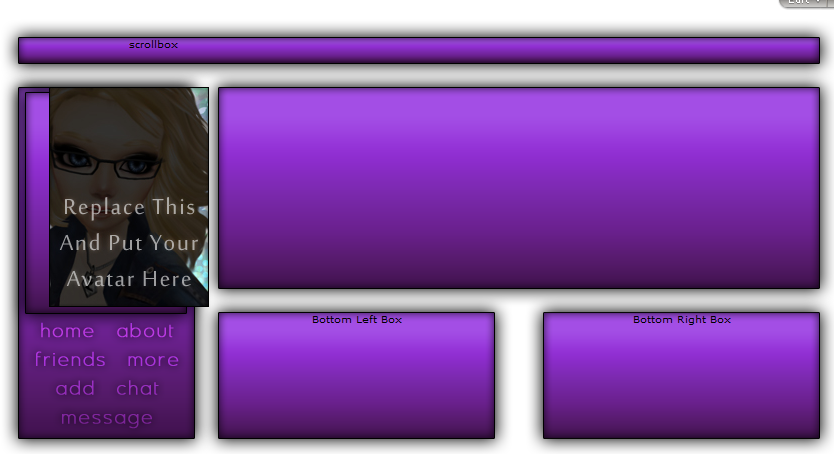 scrollbox
Replace This
And Put Your
Avatar Here
home about
friends more
add chat
message
Bottom Left Box
Bottom Right Box